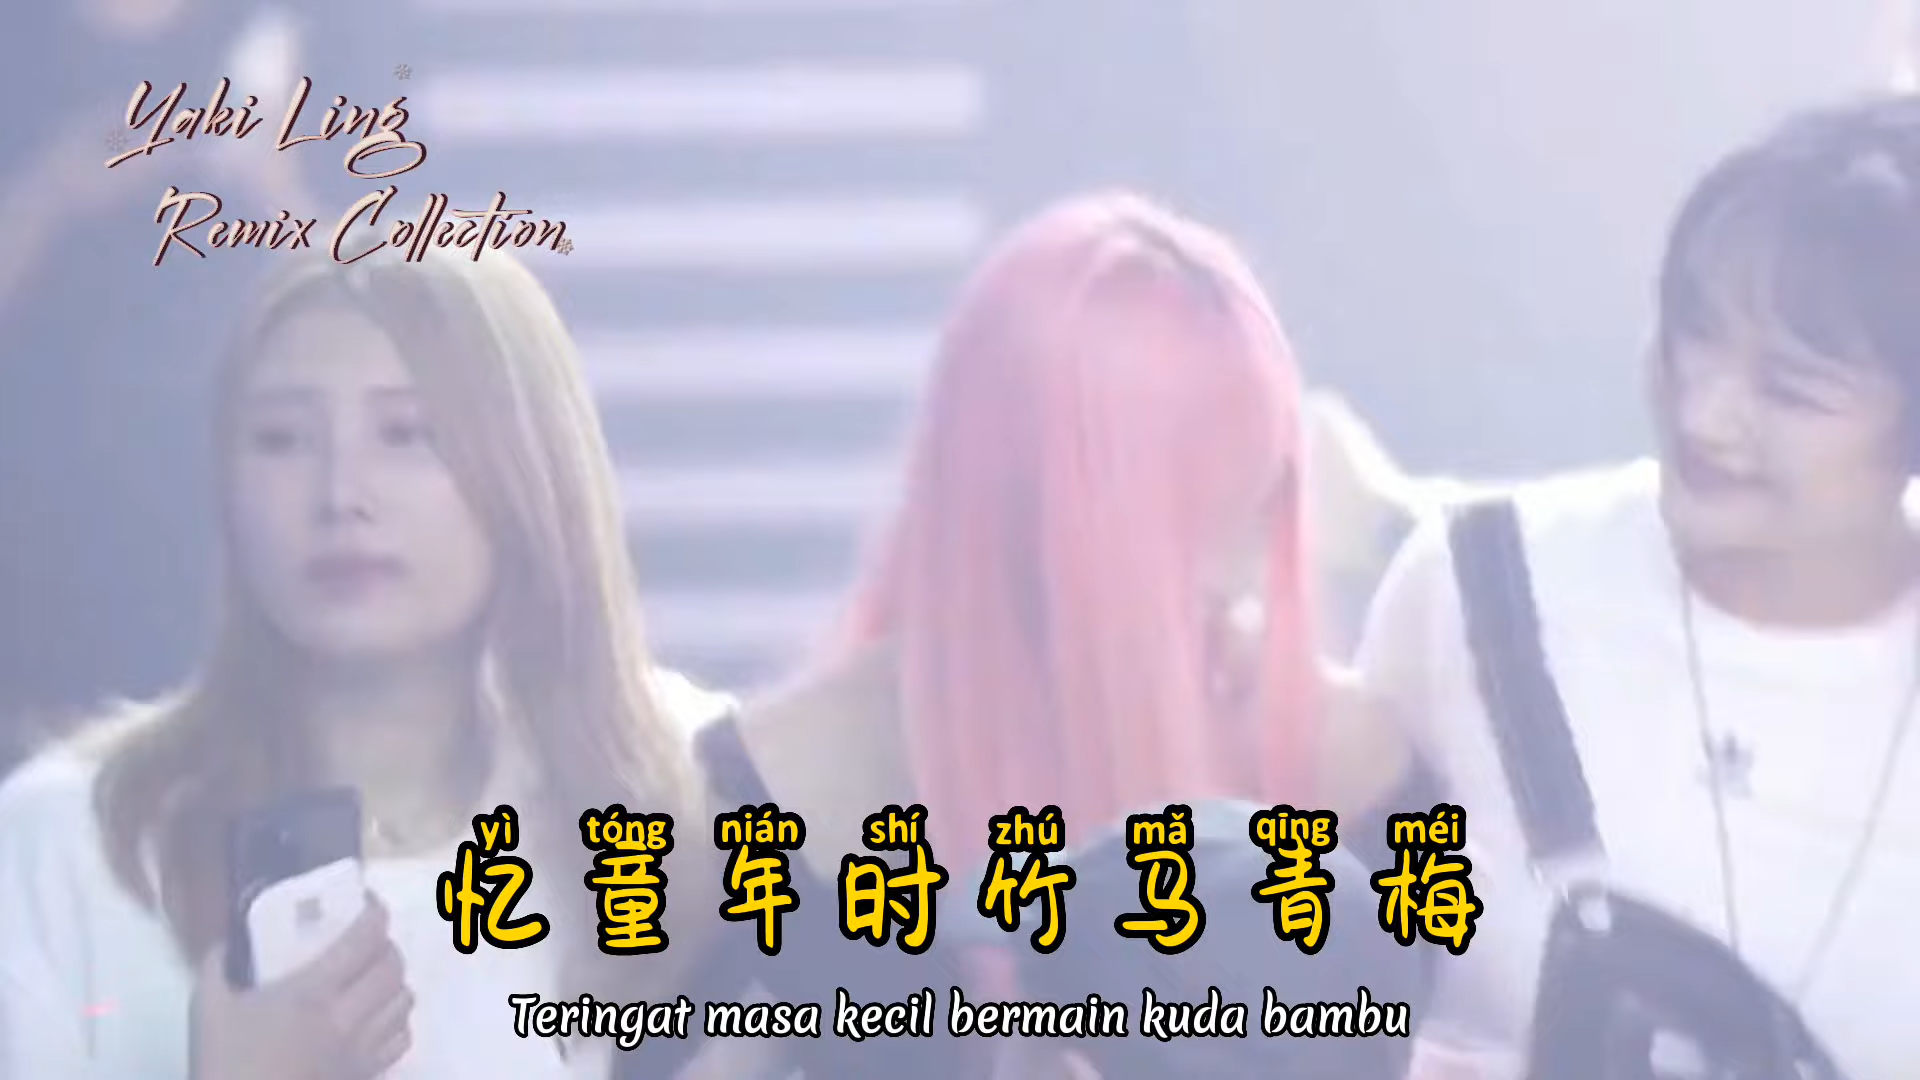 Yaki Ling
Remix Collection
yì tóng nián shí zhú mǎ qīng méi
忆童年时竹马青梅
Teringat masa kecil bermain kuda bambu